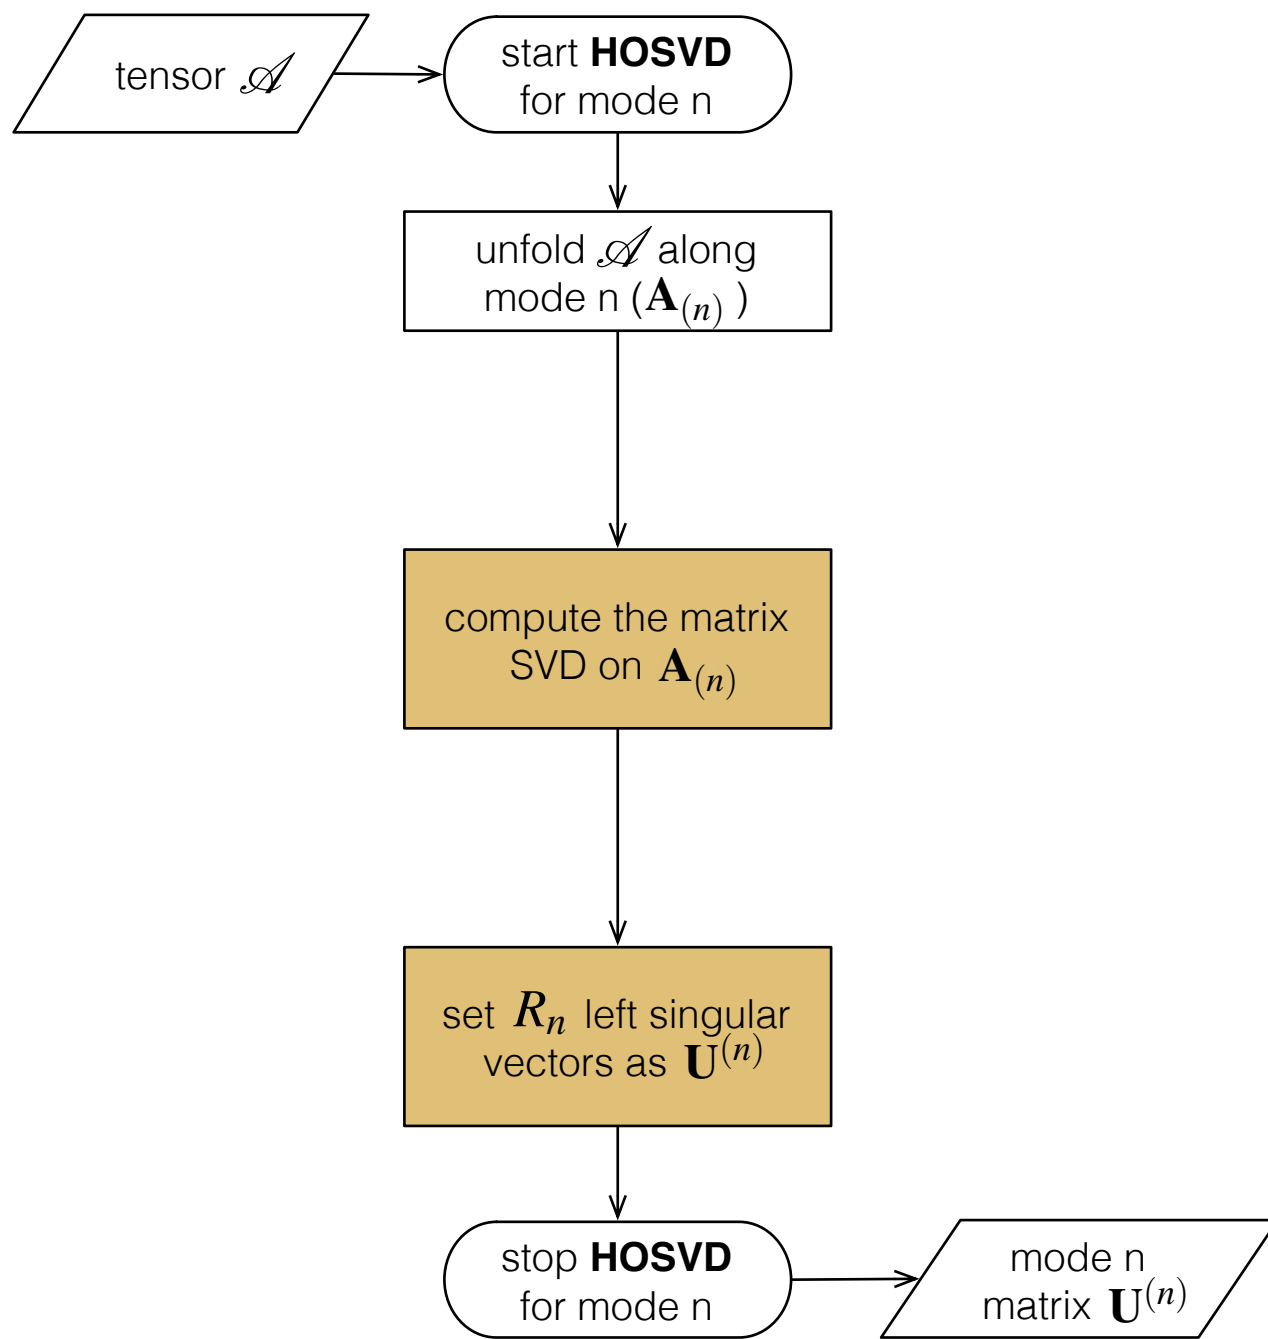 tensor 𝒜
start HOSVD
for mode n
unfold 𝒜 along
mode n (A₍ₙ₎ )
compute the matrix
SVD on A₍ₙ₎
set Rₙ left singular
vectors as U⁽ⁿ⁾
stop HOSVD
for mode n
mode n
matrix U⁽ⁿ⁾